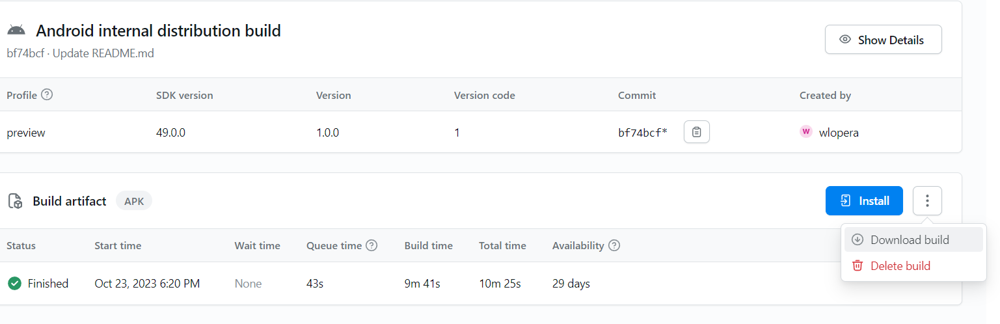 Android internal distribution build
bf74bcf · Update README.md
Show Details
Profile SDK version Version Version code Commit Created by
preview 49.0.0 1.0.0 1 bf74bcf* W wlopera
Build artifact APK
Install
Download build
Delete build
Status Start time Wait time Queue time Build time Total time Availability
Finished Oct 23, 2023 6:20 PM None 43s 9m 41s 10m 25s 29 days